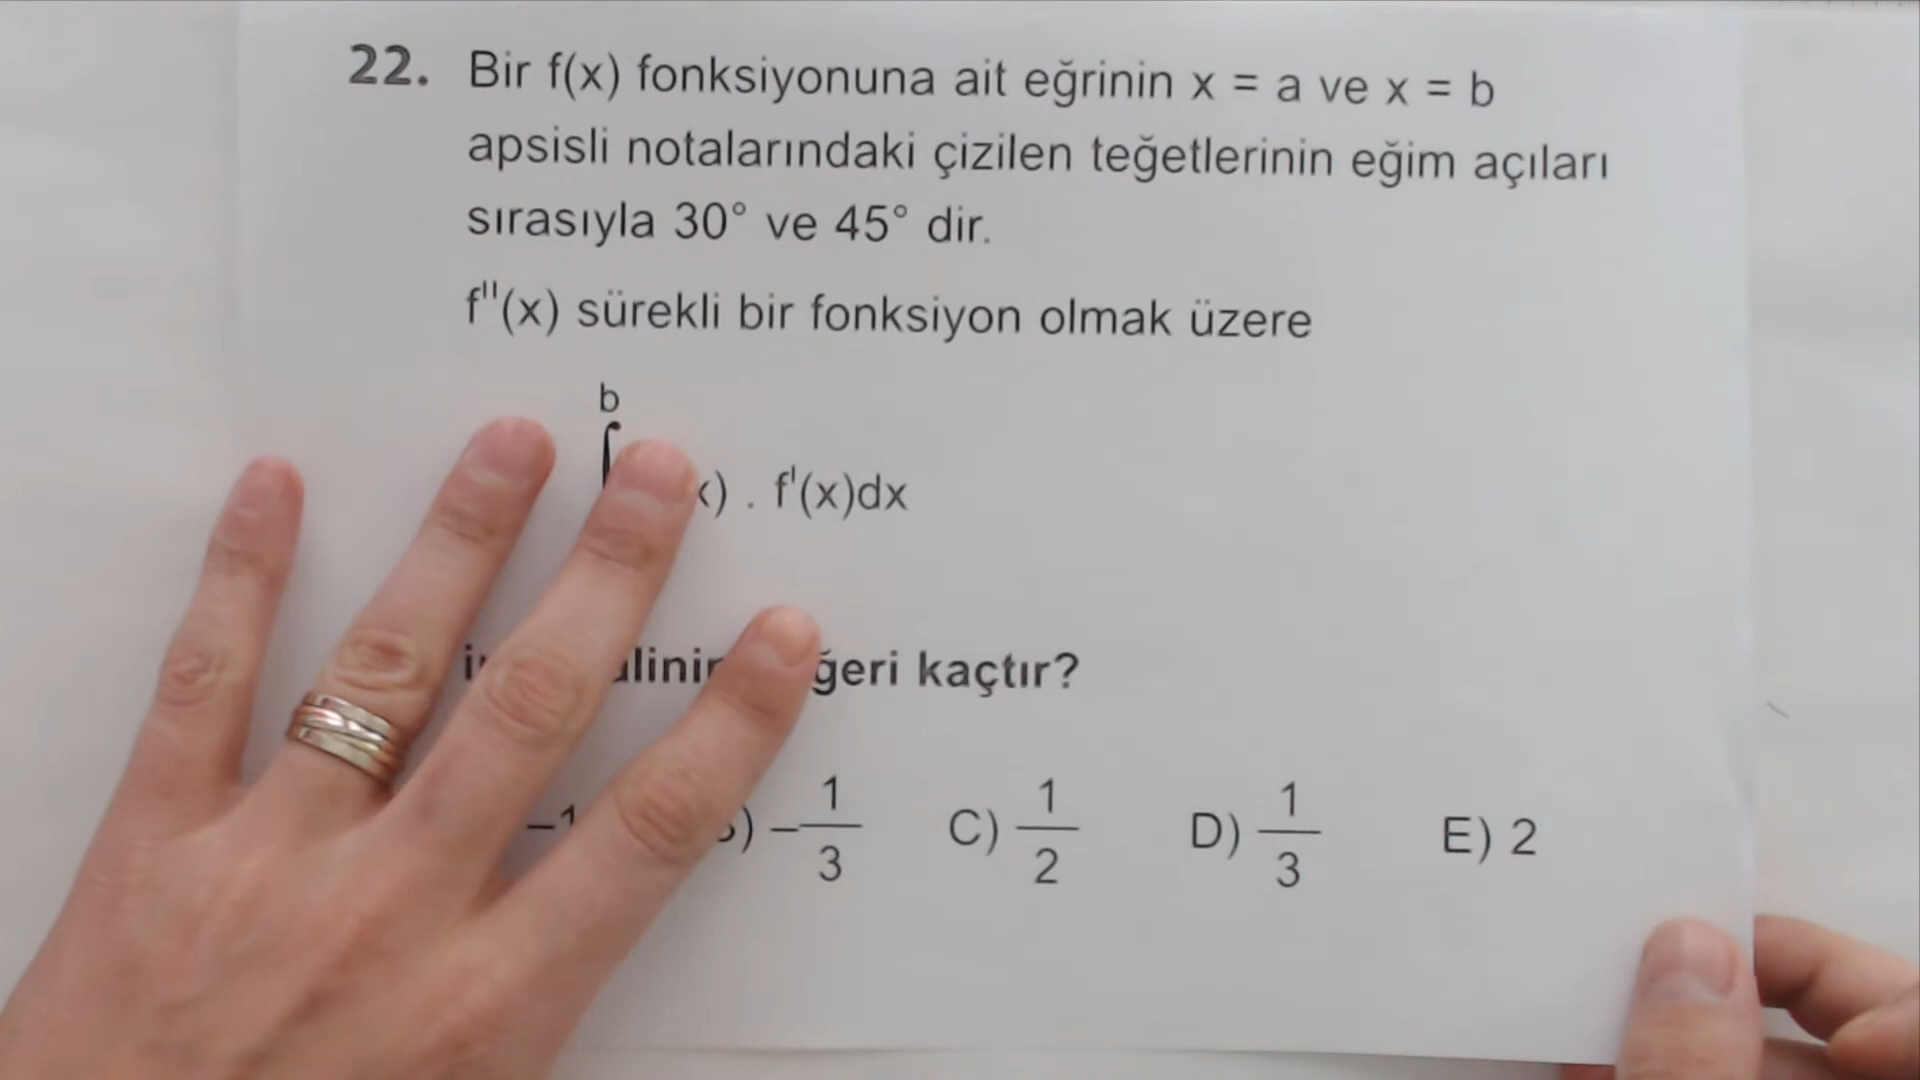 22. Bir f(x) fonksiyonuna ait eğrinin x = a ve x = b
apsisli notalarındaki çizilen teğetlerinin eğim açıları
sırasıyla 30° ve 45° dir.
f''(x) sürekli bir fonksiyon olmak üzere
b
∫ ) . f'(x)dx
kaçtır?
–1 ) –1/3 C) 1/2 D) 1/3 E) 2